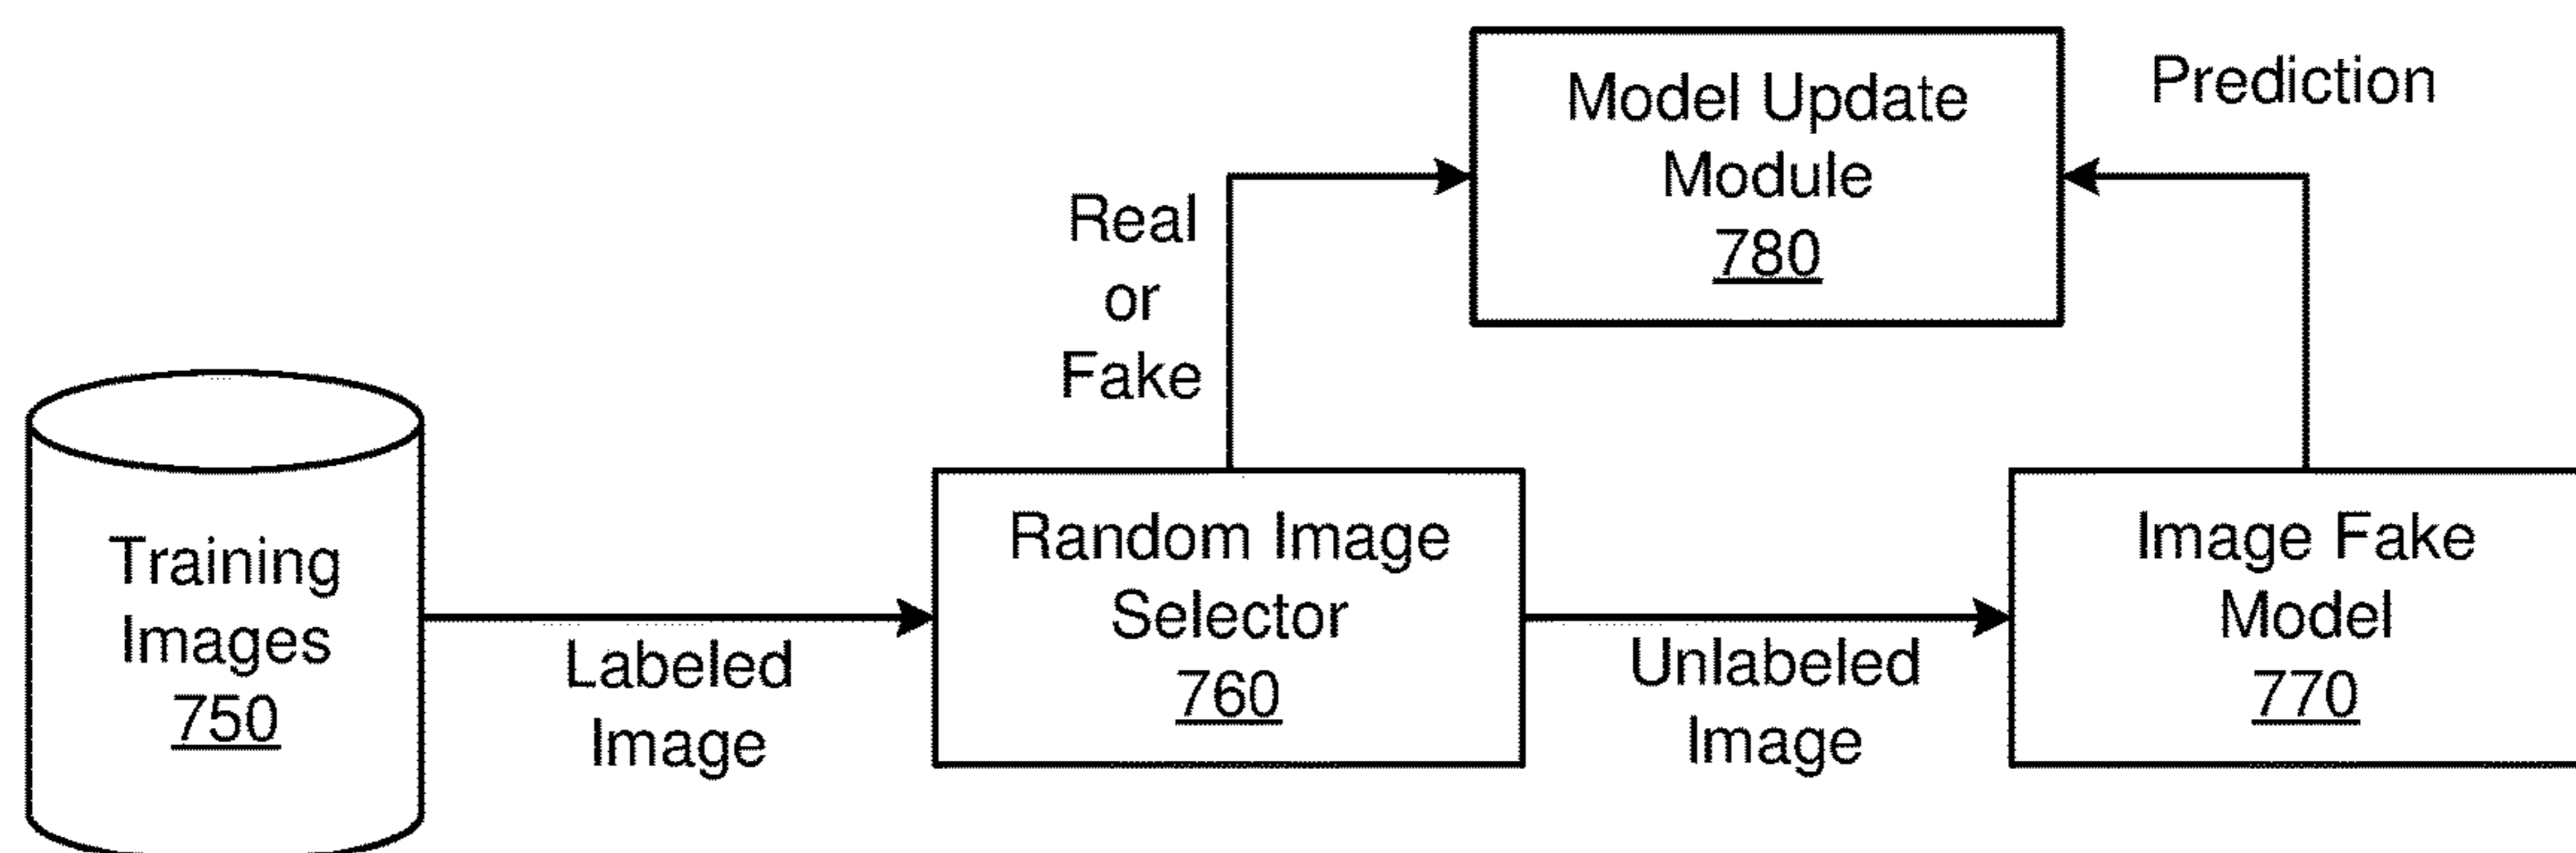 Model Update
Module
780
Prediction
Real
or
Fake
Training
Images
750
Labeled
Image
Random Image
Selector
760
Unlabeled
Image
Image Fake
Model
770